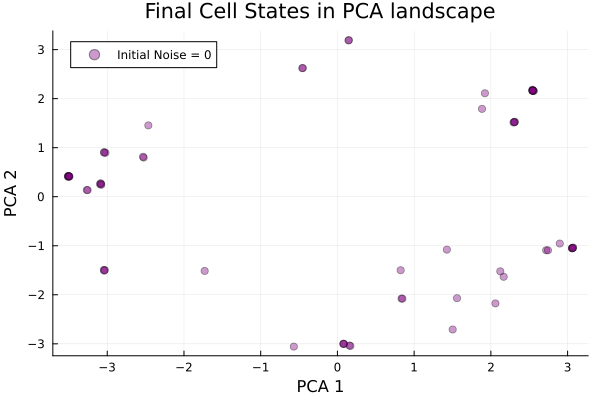 Final Cell States in PCA landscape
Initial Noise = 0
3
2
1
0
−1
−2
−3
PCA 2
−3 −2 −1 0 1 2 3
PCA 1